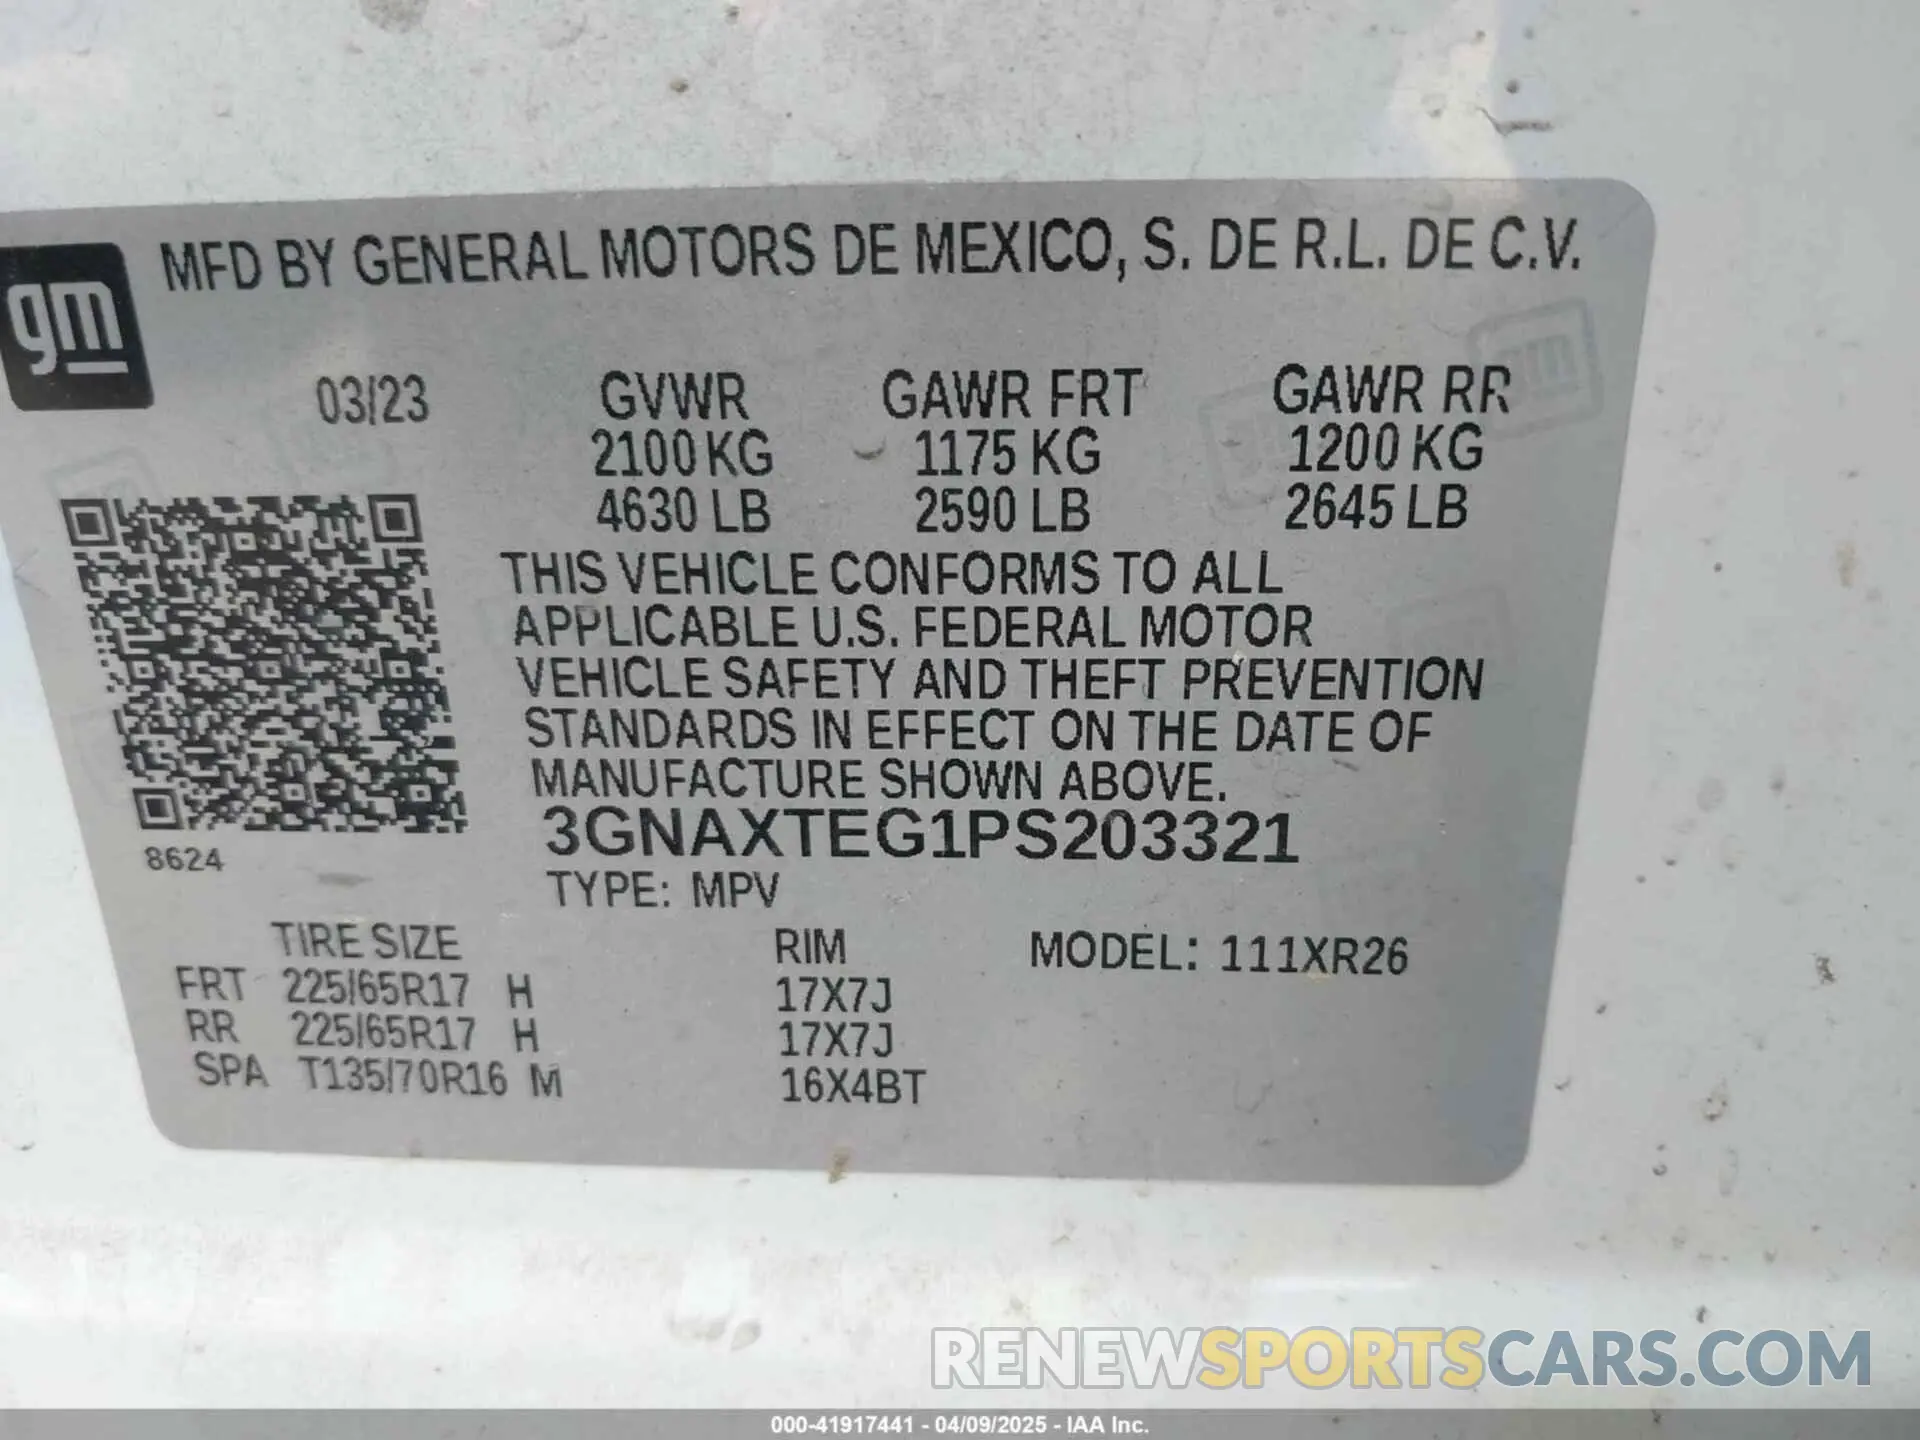 MFD BY GENERAL MOTORS DE MEXICO, S. DE R.L. DE C.V.
gm
03/23 GVWR GAWR FRT GAWR RR
2100 KG 1175 KG 1200 KG
4630 LB 2590 LB 2645 LB
THIS VEHICLE CONFORMS TO ALL
APPLICABLE U.S. FEDERAL MOTOR
VEHICLE SAFETY AND THEFT PREVENTION
STANDARDS IN EFFECT ON THE DATE OF
MANUFACTURE SHOWN ABOVE.
3GNAXTEG1PS203321
8624
TYPE: MPV
TIRE SIZE RIM MODEL: 111XR26
FRT 225/65R17 H 17X7J
RR 225/65R17 H 17X7J
SPA T135/70R16 M 16X4BT
RENEWSPORTSCARS.COM
000-41917441 - 04/09/2025 - IAA Inc.